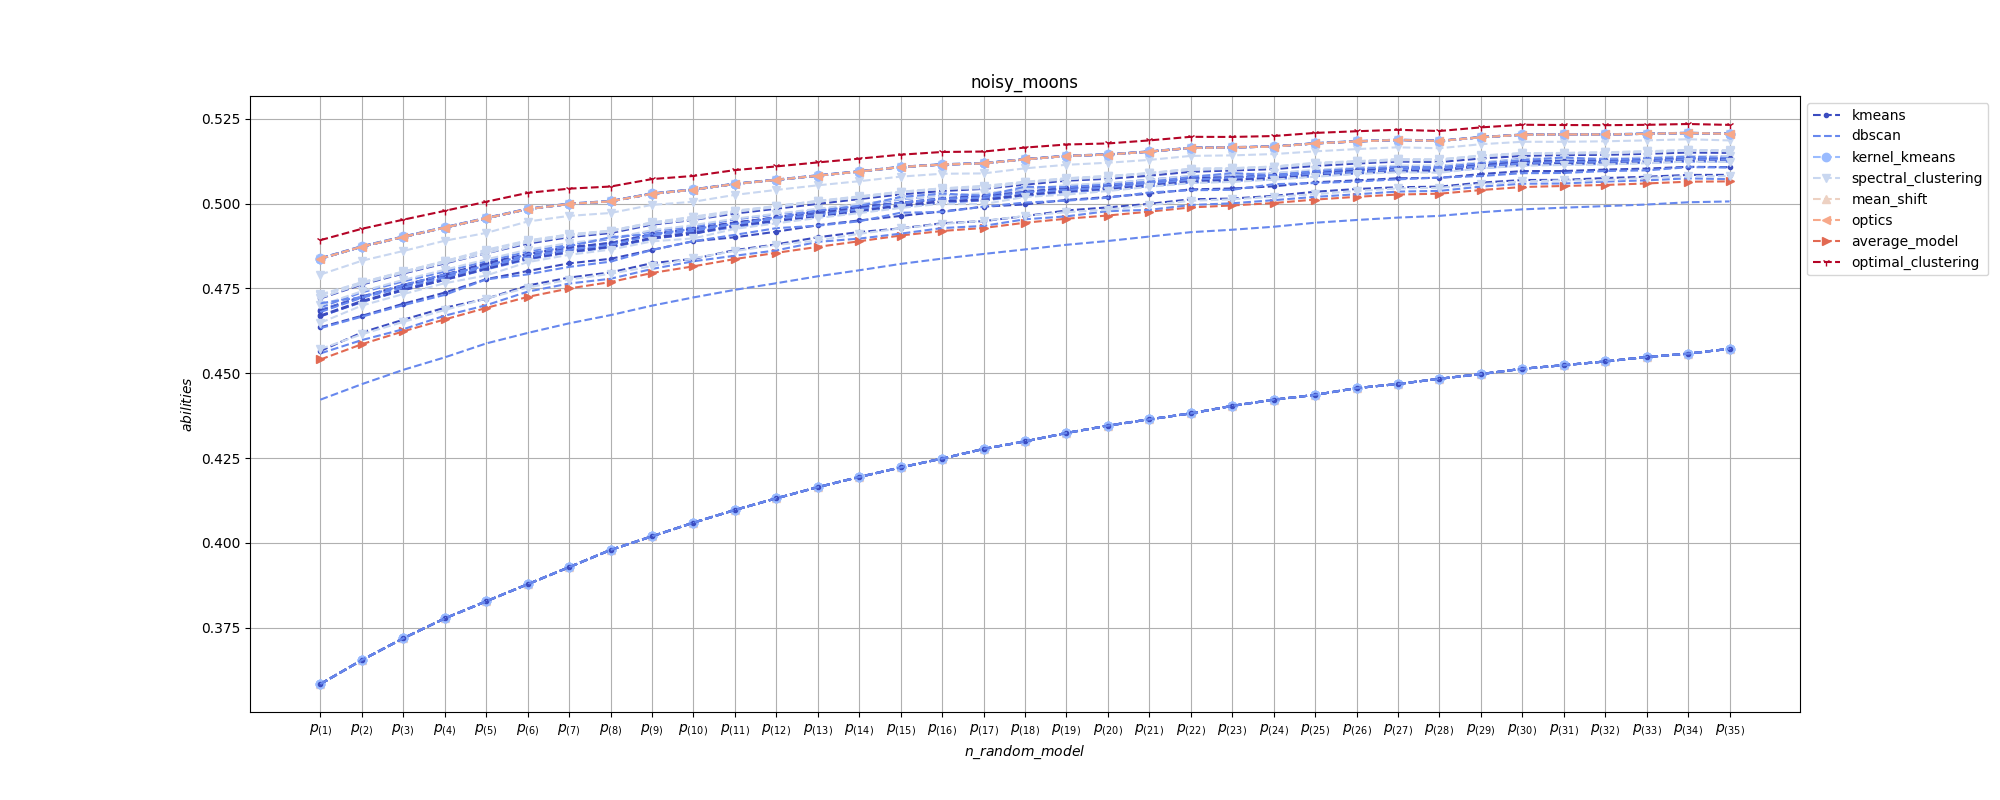 noisy_moons
0.525
0.500
0.475
0.450
0.425
0.400
0.375
abilities
p(1) p(2) p(3) p(4) p(5) p(6) p(7) p(8) p(9) p(10) p(11) p(12) p(13) p(14) p(15) p(16) p(17) p(18) p(19) p(20) p(21) p(22) p(23) p(24) p(25) p(26) p(27) p(28) p(29) p(30) p(31) p(32) p(33) p(34) p(35)
n_random_model
kmeans
dbscan
kernel_kmeans
spectral_clustering
mean_shift
optics
average_model
optimal_clustering